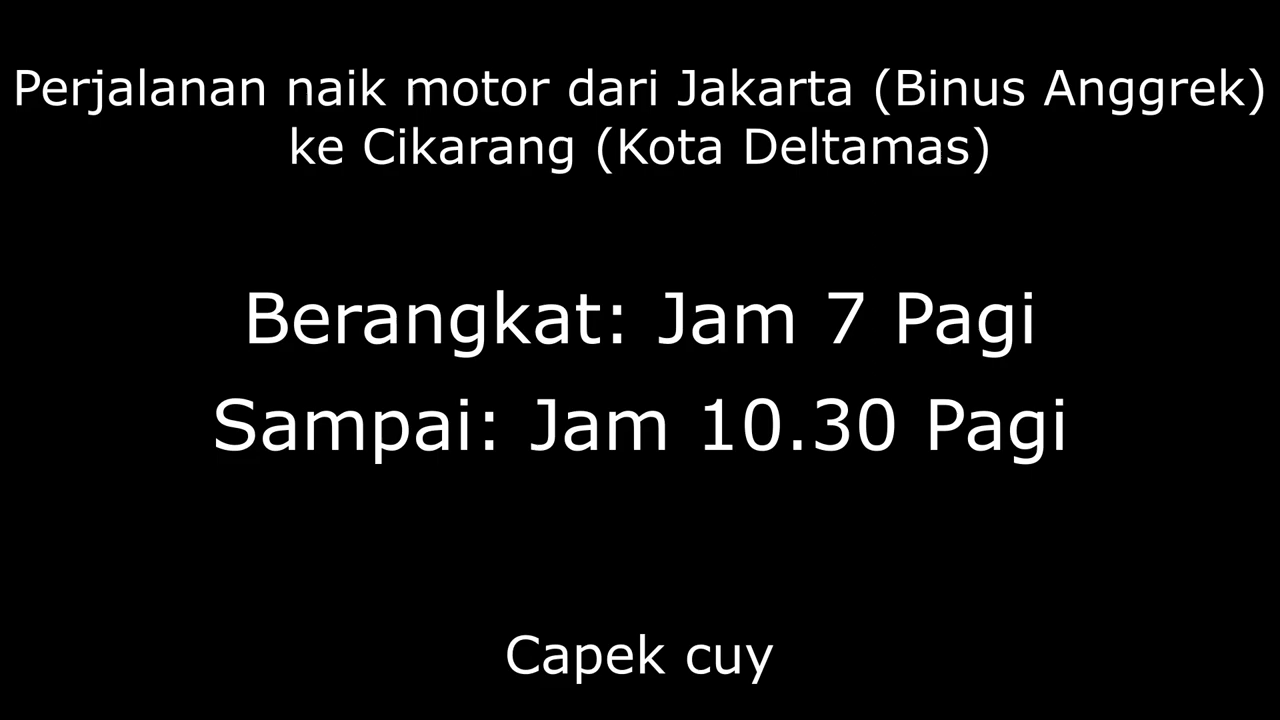 Perjalanan naik motor dari Jakarta (Binus Anggrek)
ke Cikarang (Kota Deltamas)
Berangkat: Jam 7 Pagi
Sampai: Jam 10.30 Pagi
Capek cuy